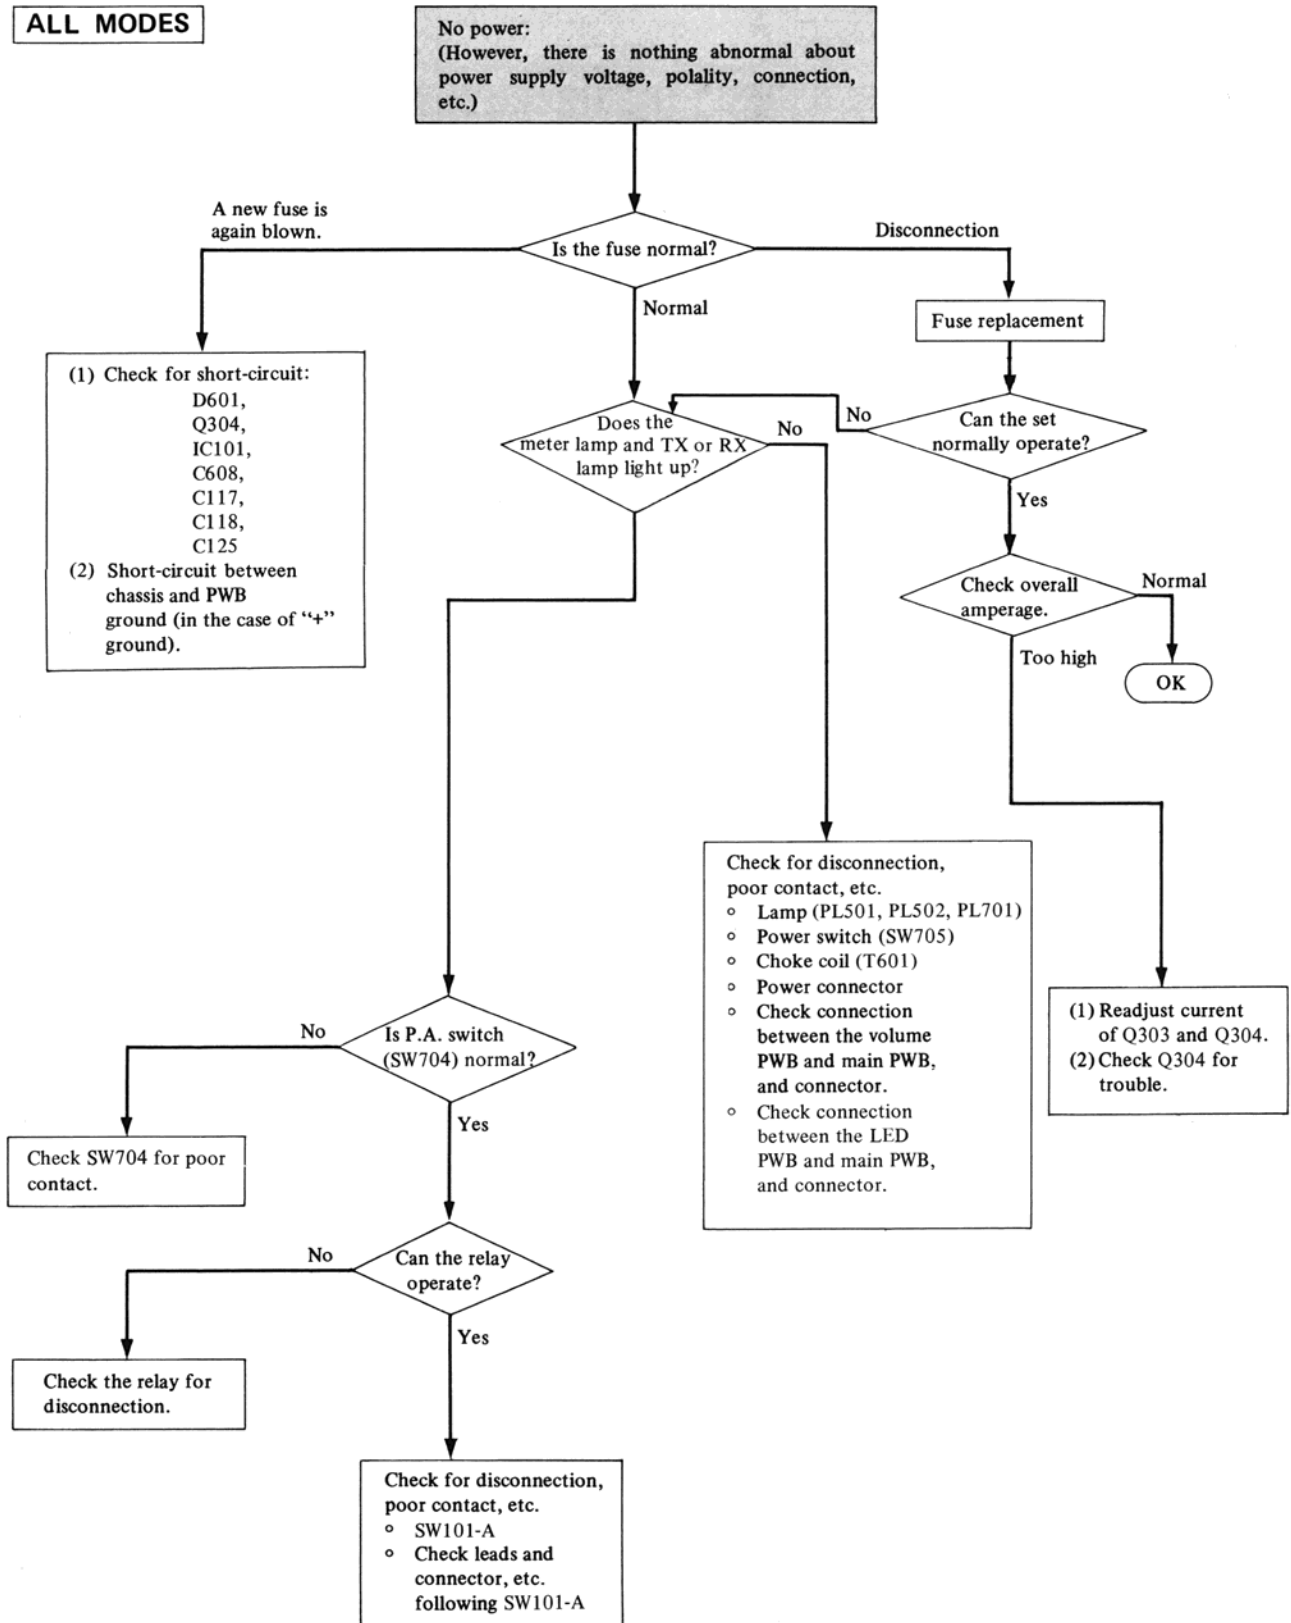 ALL MODES
No power:
(However, there is nothing abnormal about
power supply voltage, polality, connection,
etc.)
A new fuse is
again blown.
Is the fuse normal?
Disconnection
Normal
Fuse replacement
(1) Check for short-circuit:
D601,
Q304,
IC101,
C608,
C117,
C118,
C125
(2) Short-circuit between
chassis and PWB
ground (in the case of “+”
ground).
Does the
meter lamp and TX or RX
lamp light up?
No
No
Can the set
normally operate?
Yes
Check overall
amperage.
Normal
Too high
OK
Check for disconnection,
poor contact, etc.
o Lamp (PL501, PL502, PL701)
o Power switch (SW705)
o Choke coil (T601)
o Power connector
o Check connection
between the volume
PWB and main PWB,
and connector.
o Check connection
between the LED
PWB and main PWB,
and connector.
(1) Readjust current
of Q303 and Q304.
(2) Check Q304 for
trouble.
No
Is P.A. switch
(SW704) normal?
Yes
Check SW704 for poor
contact.
No
Can the relay
operate?
Yes
Check the relay for
disconnection.
Check for disconnection,
poor contact, etc.
o SW101-A
o Check leads and
connector, etc.
following SW101-A